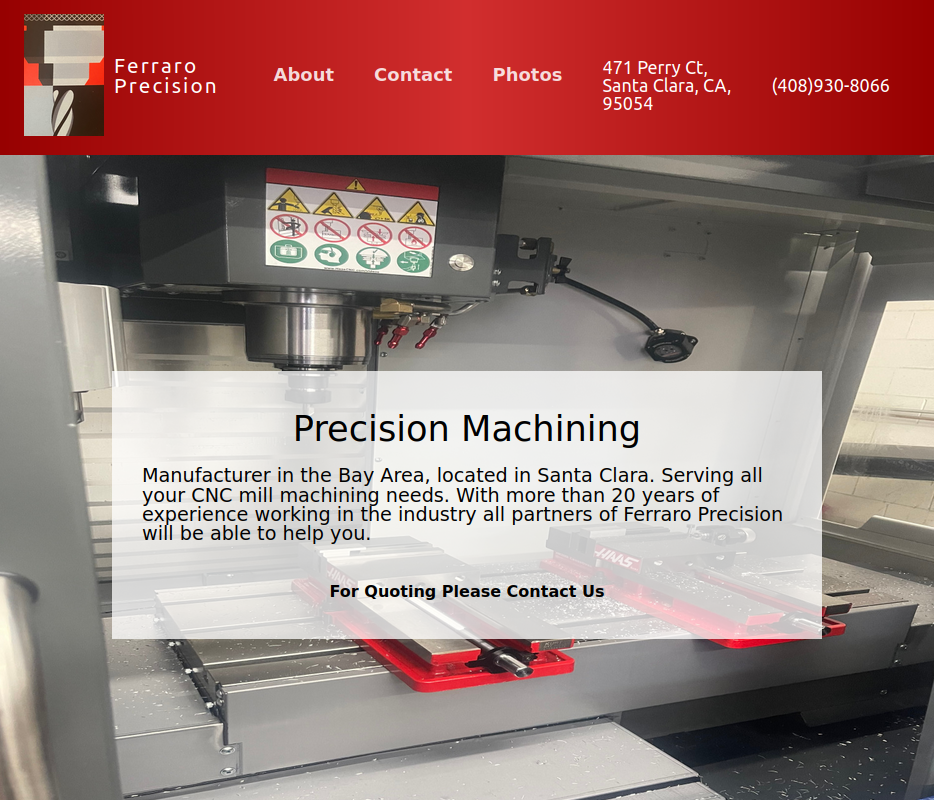 Ferraro
Precision
About
Contact
Photos
471 Perry Ct,
Santa Clara, CA,
95054
(408)930-8066
Precision Machining
Manufacturer in the Bay Area, located in Santa Clara. Serving all
your CNC mill machining needs. With more than 20 years of
experience working in the industry all partners of Ferraro Precision
will be able to help you.
HAAS
HAAS
For Quoting Please Contact Us